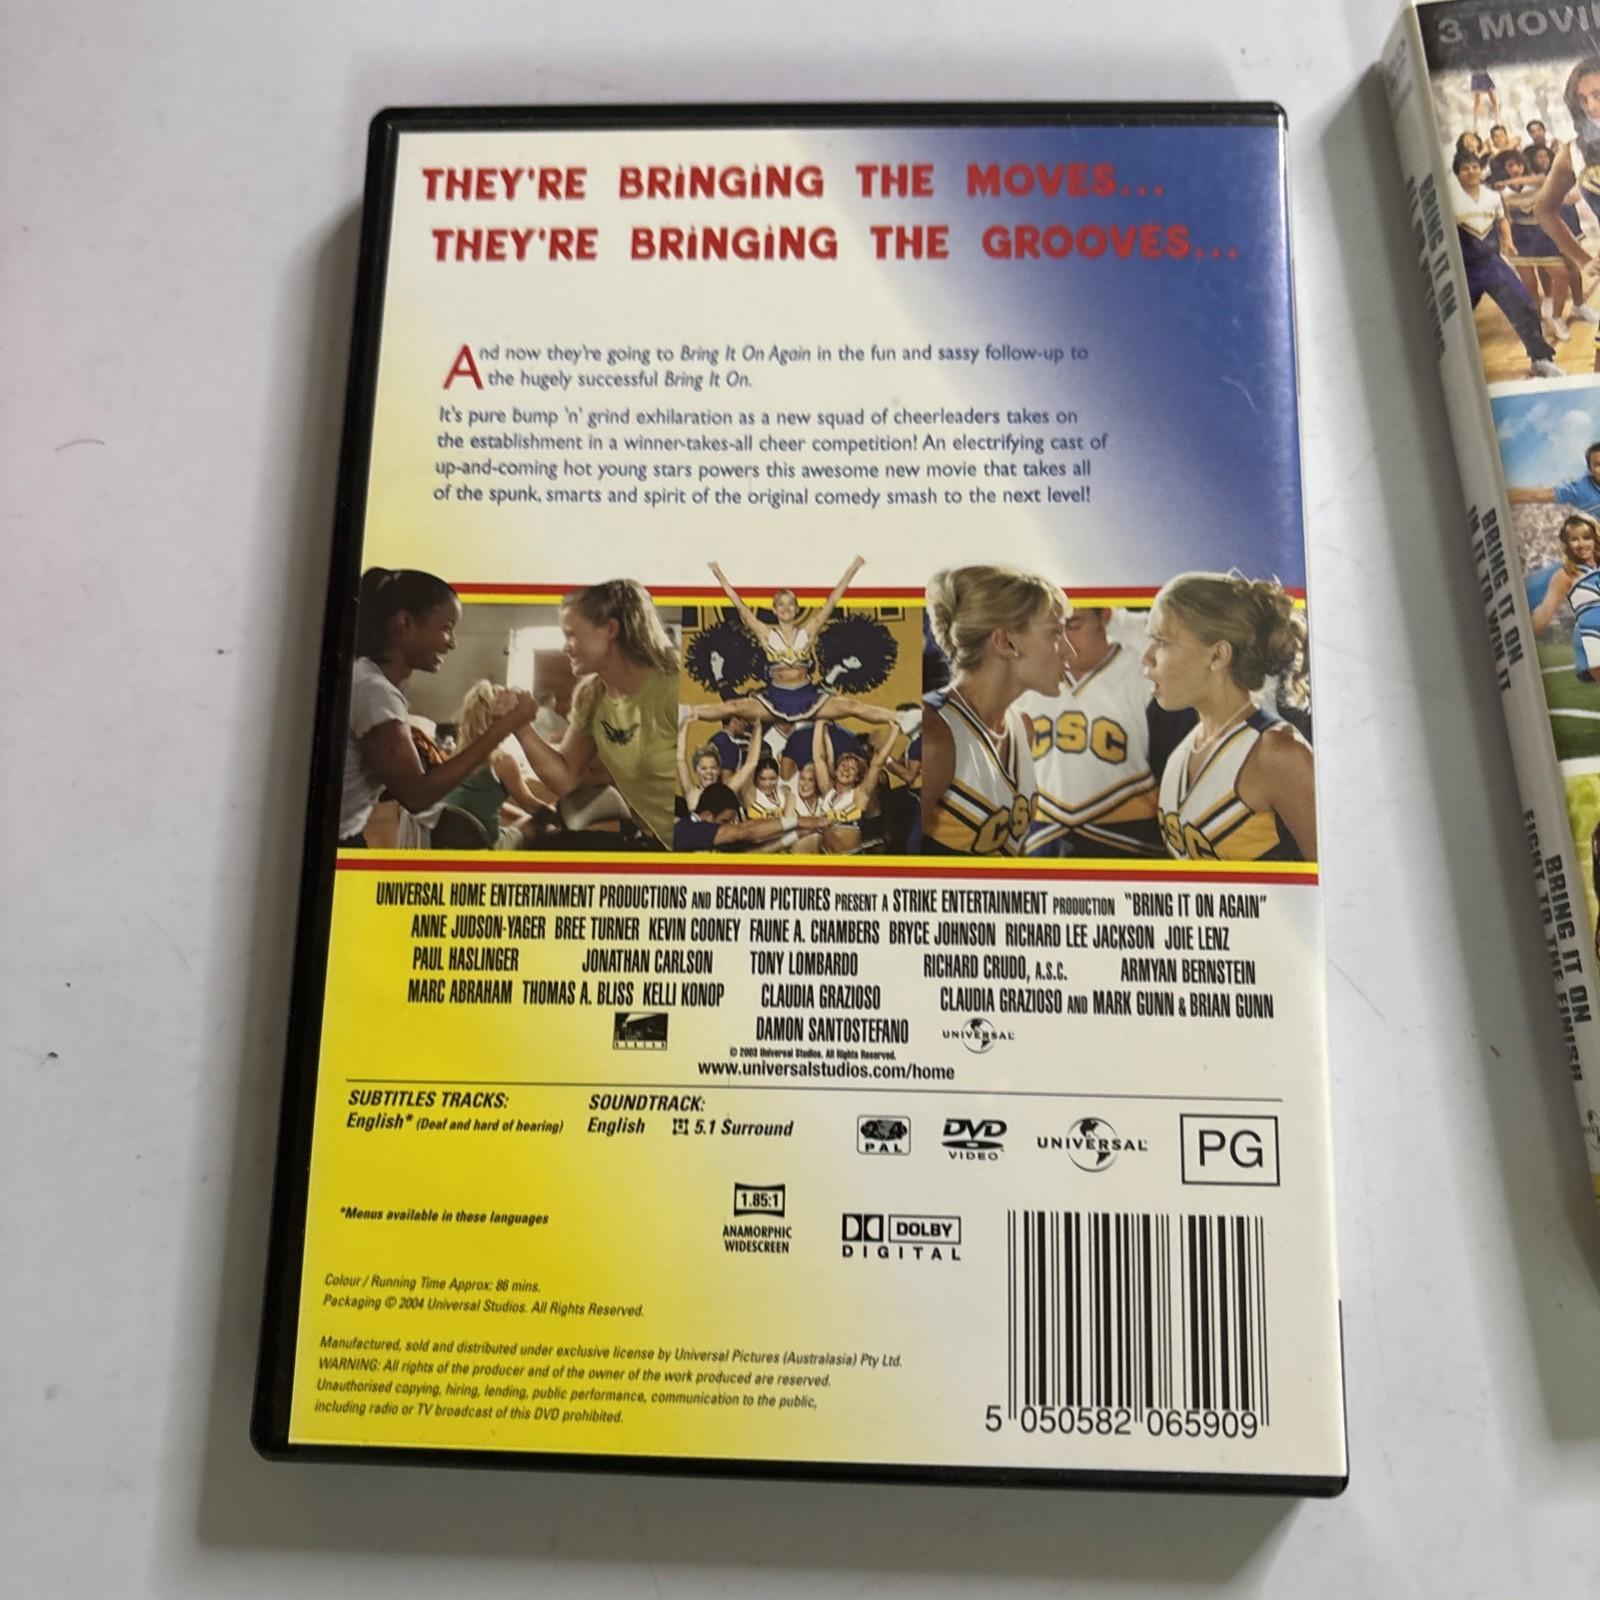 THEY'RE BRINGING THE MOVES...
THEY'RE BRINGING THE GROOVES...
And now they're going to Bring It On Again in the fun and sassy follow-up to
the hugely successful Bring It On.
It's pure bump 'n' grind exhilaration as a new squad of cheerleaders takes on
the establishment in a winner-takes-all cheer competition! An electrifying cast of
up-and-coming hot young stars powers this awesome new movie that takes all
of the spunk, smarts and spirit of the original comedy smash to the next level!
CSC
CSC
UNIVERSAL HOME ENTERTAINMENT PRODUCTIONS AND BEACON PICTURES PRESENT A STRIKE ENTERTAINMENT PRODUCTION "BRING IT ON AGAIN"
ANNE JUDSON-YAGER BREE TURNER KEVIN COONEY FAUNE A. CHAMBERS BRYCE JOHNSON RICHARD LEE JACKSON JOIE LENZ
PAUL HASLINGER JONATHAN CARLSON TONY LOMBARDO RICHARD CRUDO, A.S.C. ARMYAN BERNSTEIN
MARC ABRAHAM THOMAS A. BLISS KELLI KONOP CLAUDIA GRAZIOSO CLAUDIA GRAZIOSO AND MARK GUNN & BRIAN GUNN
DAMON SANTOSTEFANO UNIVERSAL
© 2003 Universal Studios. All Rights Reserved.
www.universalstudios.com/home
SUBTITLES TRACKS:
English* (Deaf and hard of hearing)
SOUNDTRACK:
English 5.1 Surround
PAL
DVD
VIDEO
UNIVERSAL
PG
*Menus available in these languages
1.85:1
ANAMORPHIC
WIDESCREEN
DOLBY
DIGITAL
Colour / Running Time Approx: 86 mins.
Packaging © 2004 Universal Studios. All Rights Reserved.
Manufactured, sold and distributed under exclusive license by Universal Pictures (Australasia) Pty Ltd.
WARNING: All rights of the producer and of the owner of the work produced are reserved.
Unauthorised copying, hiring, lending, public performance, communication to the public,
including radio or TV broadcast of this DVD prohibited.
5 050582 065909
3 MOVI
BRING IT ON
ALL OR NOTHING
BRING IT ON
IN IT TO WIN IT
BRING IT ON
FIGHT TO THE FINISH